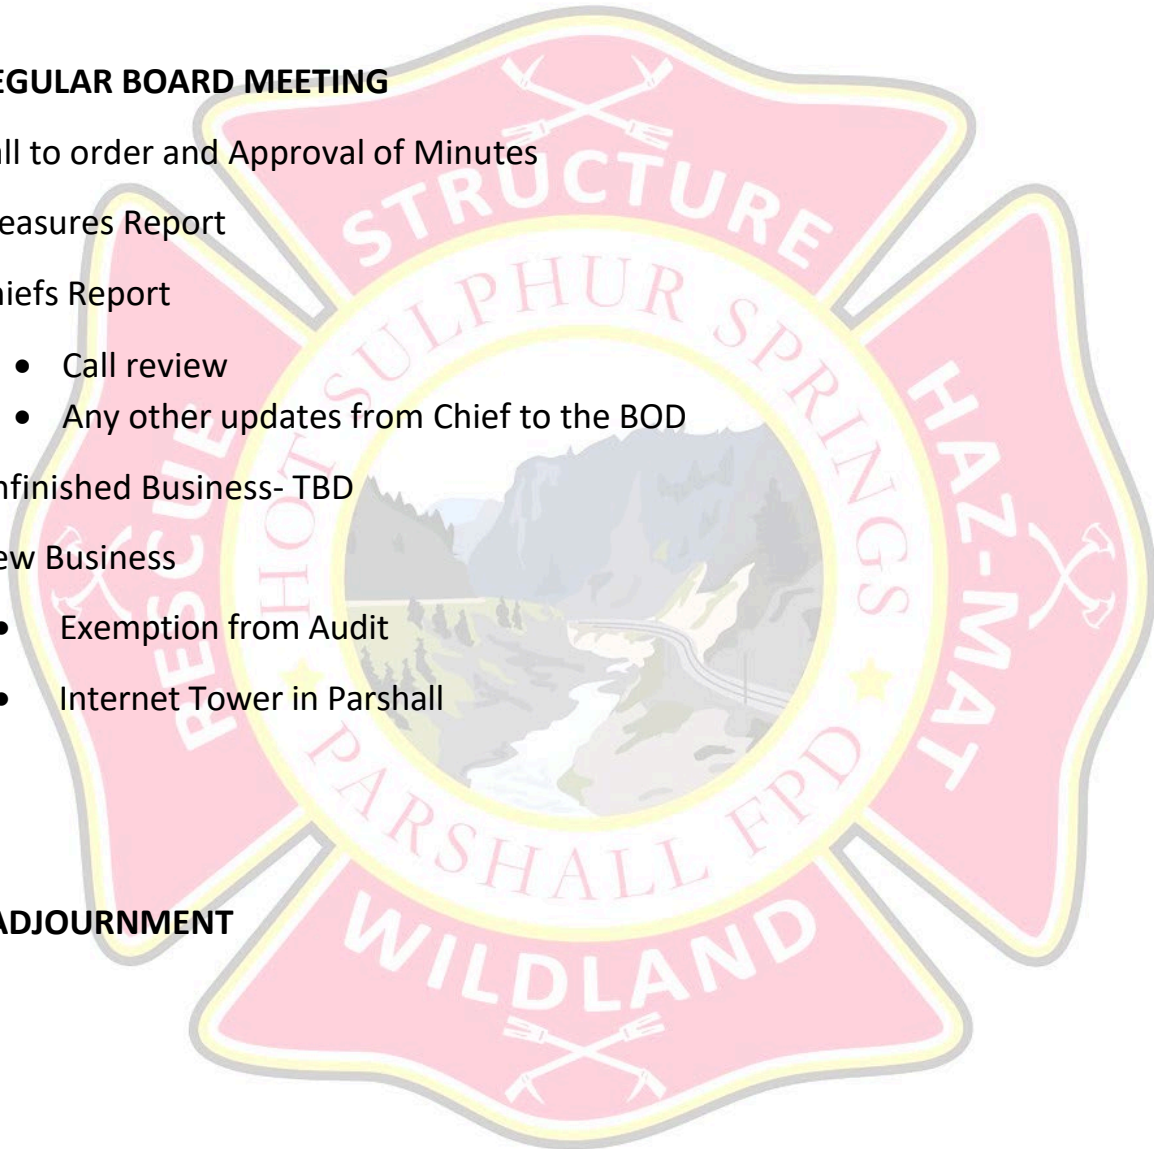 EGULAR BOARD MEETING
all to order and Approval of Minutes
easures Report
hiefs Report
• Call review
• Any other updates from Chief to the BOD
nfinished Business- TBD
ew Business
• Exemption from Audit
• Internet Tower in Parshall
ADJOURNMENT
STRUCTURE
RESCUE
HAZ-MAT
WILDLAND
HOT SULPHUR SPRINGS
PARSHALL FPD